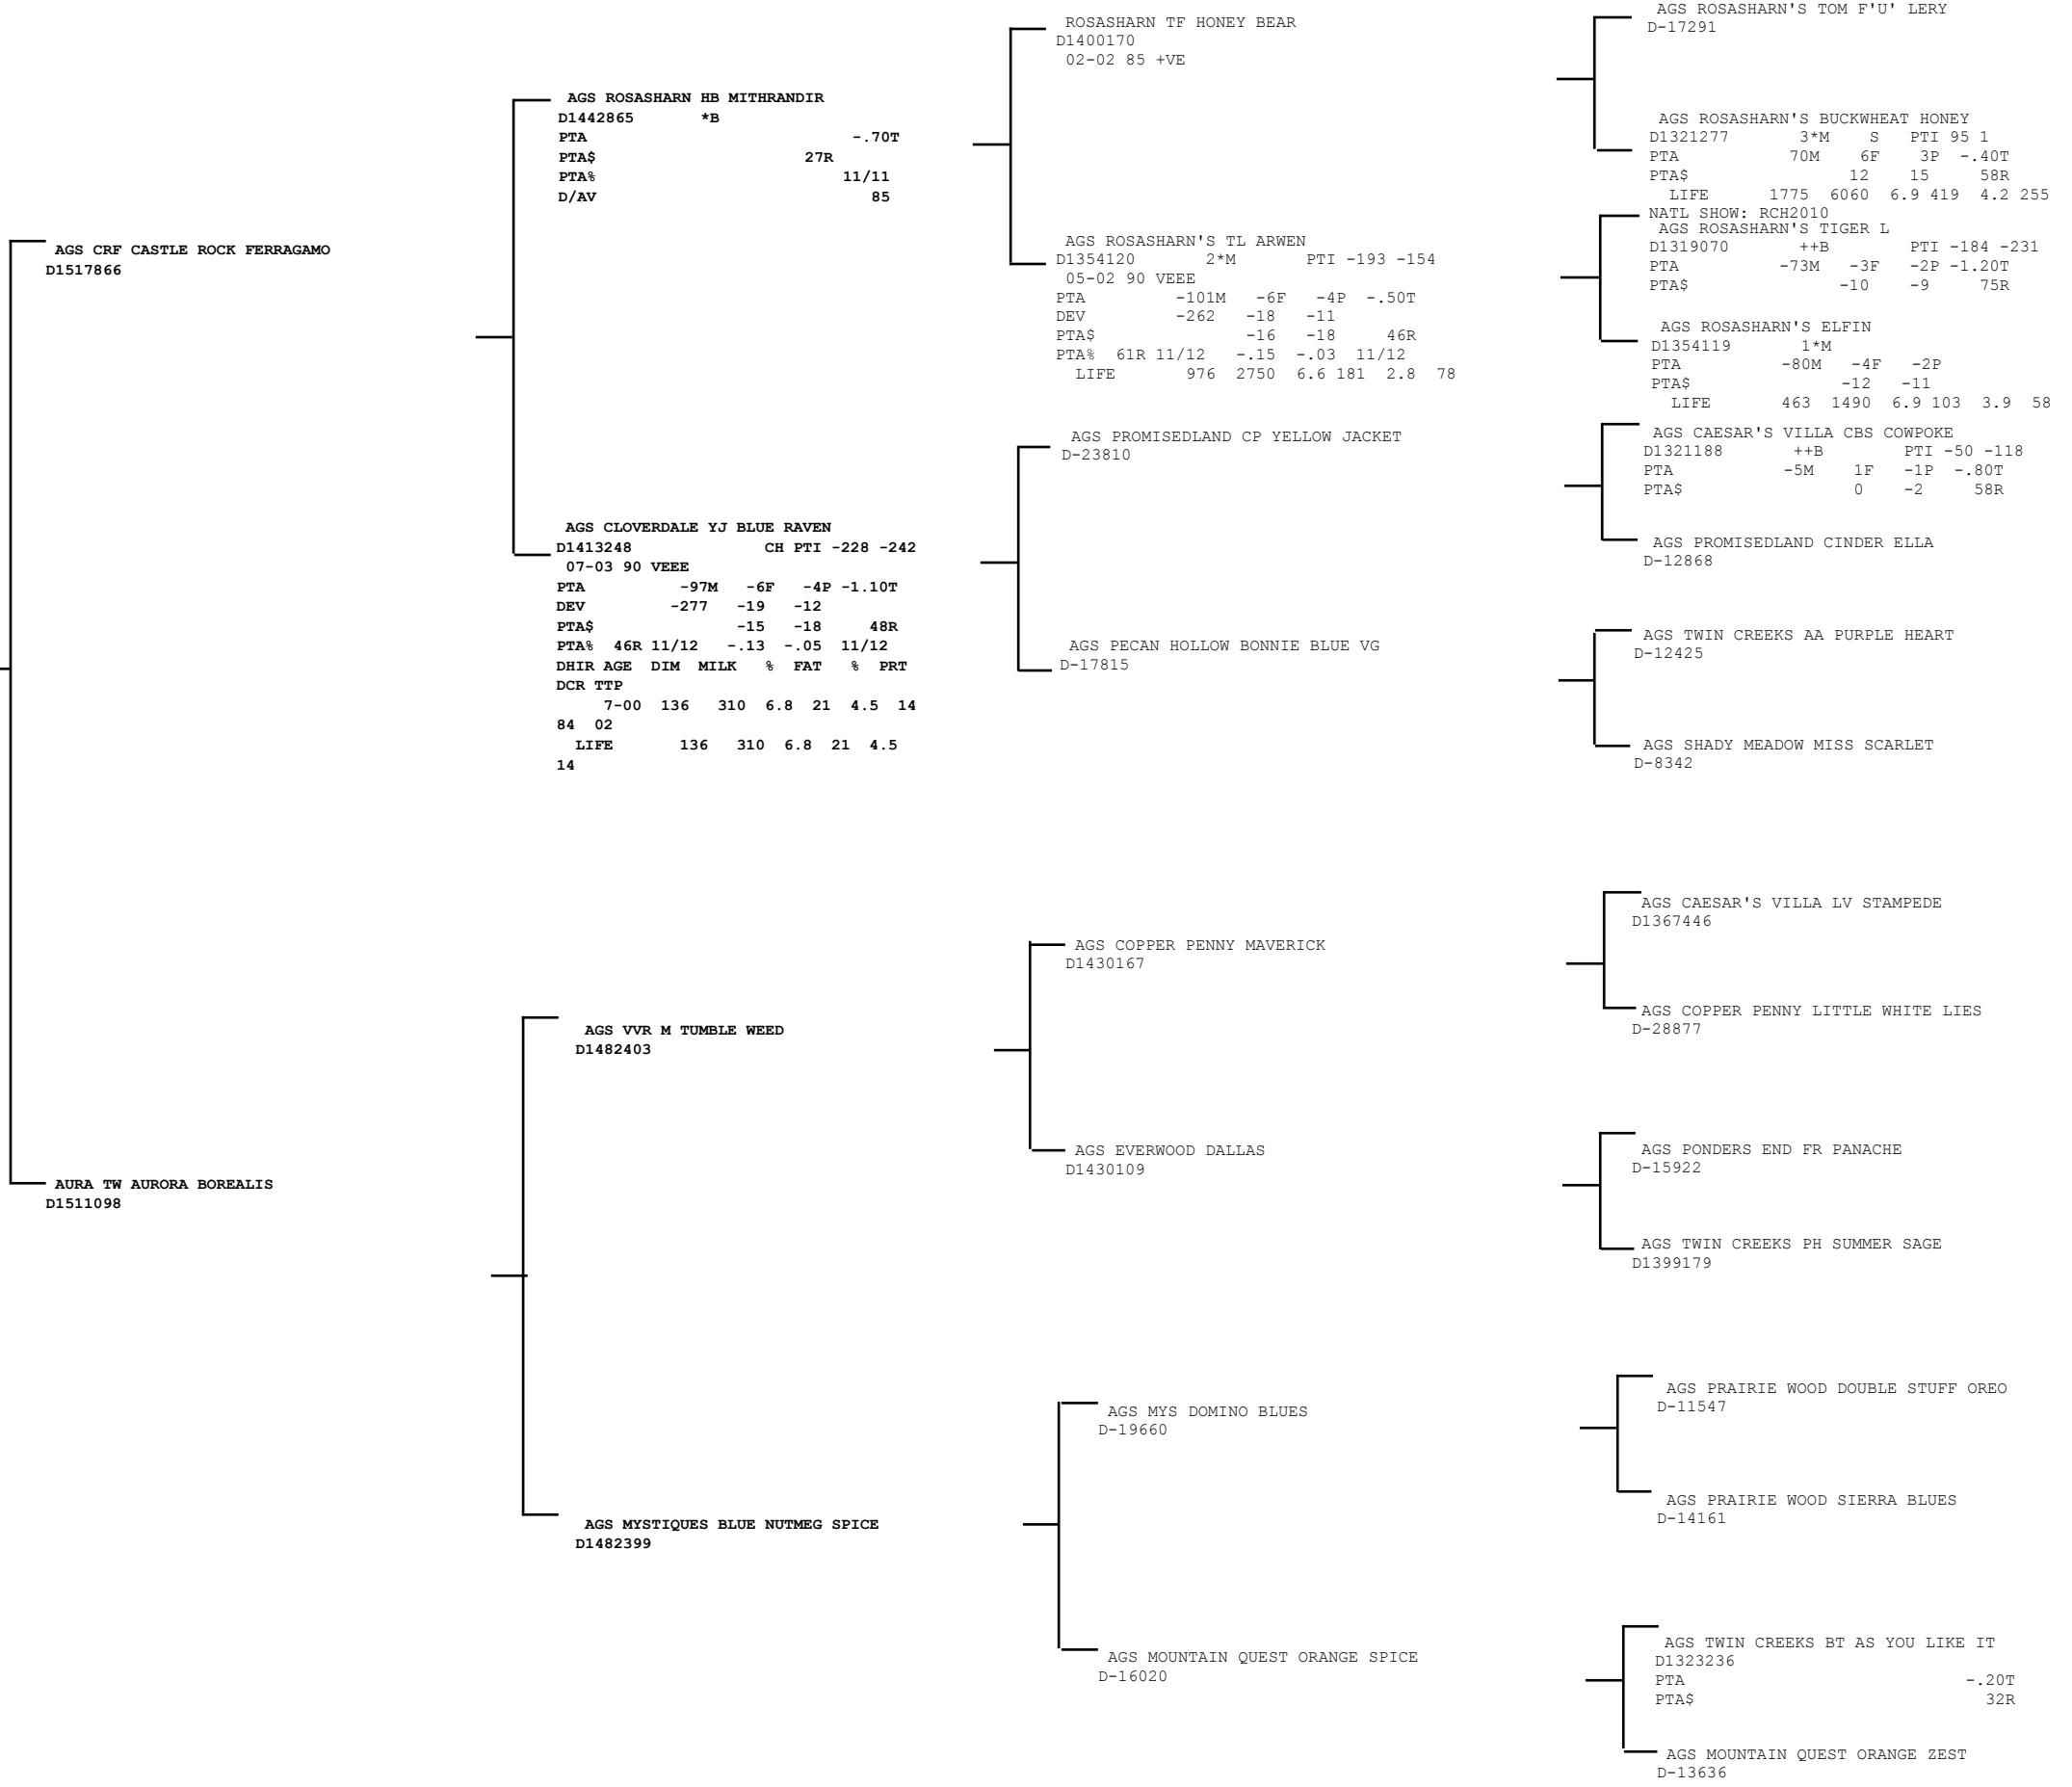 AGS CRF CASTLE ROCK FERRAGAMO
D1517866
AURA TW AURORA BOREALIS
D1511098
AGS ROSASHARN HB MITHRANDIR
D1442865 *B
PTA -.70T
PTA$ 27R
PTA% 11/11
D/AV 85
AGS CLOVERDALE YJ BLUE RAVEN
D1413248 CH PTI -228 -242
07-03 90 VEEE
PTA -97M -6F -4P -1.10T
DEV -277 -19 -12
PTA$ -15 -18 48R
PTA% 46R 11/12 -.13 -.05 11/12
DHIR AGE DIM MILK % FAT % PRT
DCR TTP
7-00 136 310 6.8 21 4.5 14
84 02
LIFE 136 310 6.8 21 4.5
14
AGS VVR M TUMBLE WEED
D1482403
AGS MYSTIQUES BLUE NUTMEG SPICE
D1482399
ROSASHARN TF HONEY BEAR
D1400170
02-02 85 +VE
AGS ROSASHARN'S TL ARWEN
D1354120 2*M PTI -193 -154
05-02 90 VEEE
PTA -101M -6F -4P -.50T
DEV -262 -18 -11
PTA$ -16 -18 46R
PTA% 61R 11/12 -.15 -.03 11/12
LIFE 976 2750 6.6 181 2.8 78
AGS PROMISEDLAND CP YELLOW JACKET
D-23810
AGS PECAN HOLLOW BONNIE BLUE VG
D-17815
AGS COPPER PENNY MAVERICK
D1430167
AGS EVERWOOD DALLAS
D1430109
AGS MYS DOMINO BLUES
D-19660
AGS MOUNTAIN QUEST ORANGE SPICE
D-16020
AGS ROSASHARN'S TOM F'U' LERY
D-17291
AGS ROSASHARN'S BUCKWHEAT HONEY
D1321277 3*M S PTI 95 1
PTA 70M 6F 3P -.40T
PTA$ 12 15 58R
LIFE 1775 6060 6.9 419 4.2 255
NATL SHOW: RCH2010
AGS ROSASHARN'S TIGER L
D1319070 ++B PTI -184 -231
PTA -73M -3F -2P -1.20T
PTA$ -10 -9 75R
AGS ROSASHARN'S ELFIN
D1354119 1*M
PTA -80M -4F -2P
PTA$ -12 -11
LIFE 463 1490 6.9 103 3.9 58
AGS CAESAR'S VILLA CBS COWPOKE
D1321188 ++B PTI -50 -118
PTA -5M 1F -1P -.80T
PTA$ 0 -2 58R
AGS PROMISEDLAND CINDER ELLA
D-12868
AGS TWIN CREEKS AA PURPLE HEART
D-12425
AGS SHADY MEADOW MISS SCARLET
D-8342
AGS CAESAR'S VILLA LV STAMPEDE
D1367446
AGS COPPER PENNY LITTLE WHITE LIES
D-28877
AGS PONDERS END FR PANACHE
D-15922
AGS TWIN CREEKS PH SUMMER SAGE
D1399179
AGS PRAIRIE WOOD DOUBLE STUFF OREO
D-11547
AGS PRAIRIE WOOD SIERRA BLUES
D-14161
AGS TWIN CREEKS BT AS YOU LIKE IT
D1323236
PTA -.20T
PTA$ 32R
AGS MOUNTAIN QUEST ORANGE ZEST
D-13636